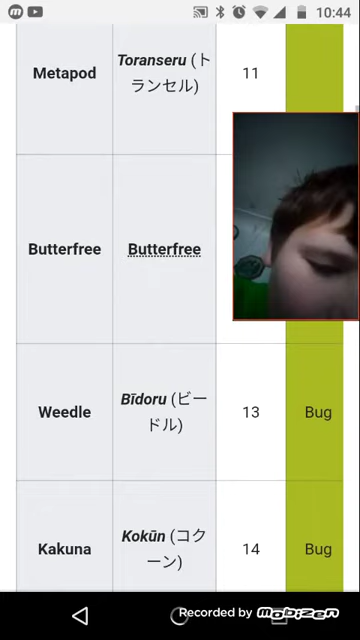 10:44
Metapod
Toranseru (ト
ランセル)
11
Butterfree
Butterfree
Weedle
Bīdoru (ビー
ドル)
13
Bug
Kakuna
Kokūn (コク
ーン)
14
Bug
Recorded by mobizen